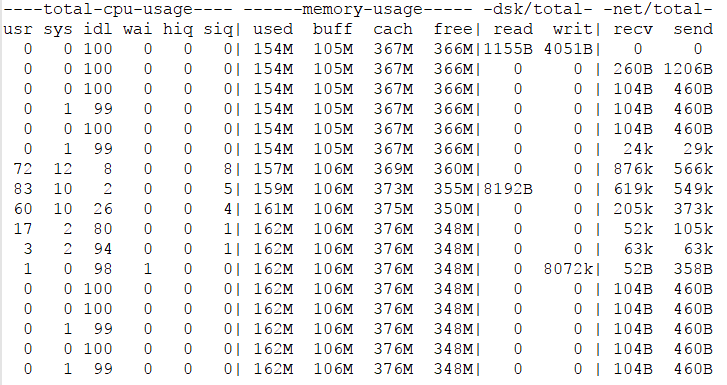 ----total-cpu-usage---- ------memory-usage----- -dsk/total- -net/total-
usr sys idl wai hiq siq| used  buff  cach  free| read  writ| recv  send
  0   0 100   0   0   0| 154M  105M  367M  366M|1155B 4051B|   0     0
  0   0 100   0   0   0| 154M  105M  367M  366M|   0     0 | 260B 1206B
  0   0 100   0   0   0| 154M  105M  367M  366M|   0     0 | 104B  460B
  0   1  99   0   0   0| 154M  105M  367M  366M|   0     0 | 104B  460B
  0   0 100   0   0   0| 154M  105M  367M  366M|   0     0 | 104B  460B
  0   1  99   0   0   0| 154M  105M  367M  366M|   0     0 |  24k   29k
 72  12   8   0   0   8| 157M  106M  369M  360M|   0     0 | 876k  566k
 83  10   2   0   0   5| 159M  106M  373M  355M|8192B    0 | 619k  549k
 60  10  26   0   0   4| 161M  106M  375M  350M|   0     0 | 205k  373k
 17   2  80   0   0   1| 162M  106M  376M  348M|   0     0 |  52k  105k
  3   2  94   0   0   1| 162M  106M  376M  348M|   0     0 |  63k   63k
  1   0  98   1   0   0| 162M  106M  376M  348M|   0  8072k|  52B  358B
  0   0 100   0   0   0| 162M  106M  376M  348M|   0     0 | 104B  460B
  0   0 100   0   0   0| 162M  106M  376M  348M|   0     0 | 104B  460B
  0   1  99   0   0   0| 162M  106M  376M  348M|   0     0 | 104B  460B
  0   0 100   0   0   0| 162M  106M  376M  348M|   0     0 | 104B  460B
  0   1  99   0   0   0| 162M  106M  376M  348M|   0     0 | 104B  460B